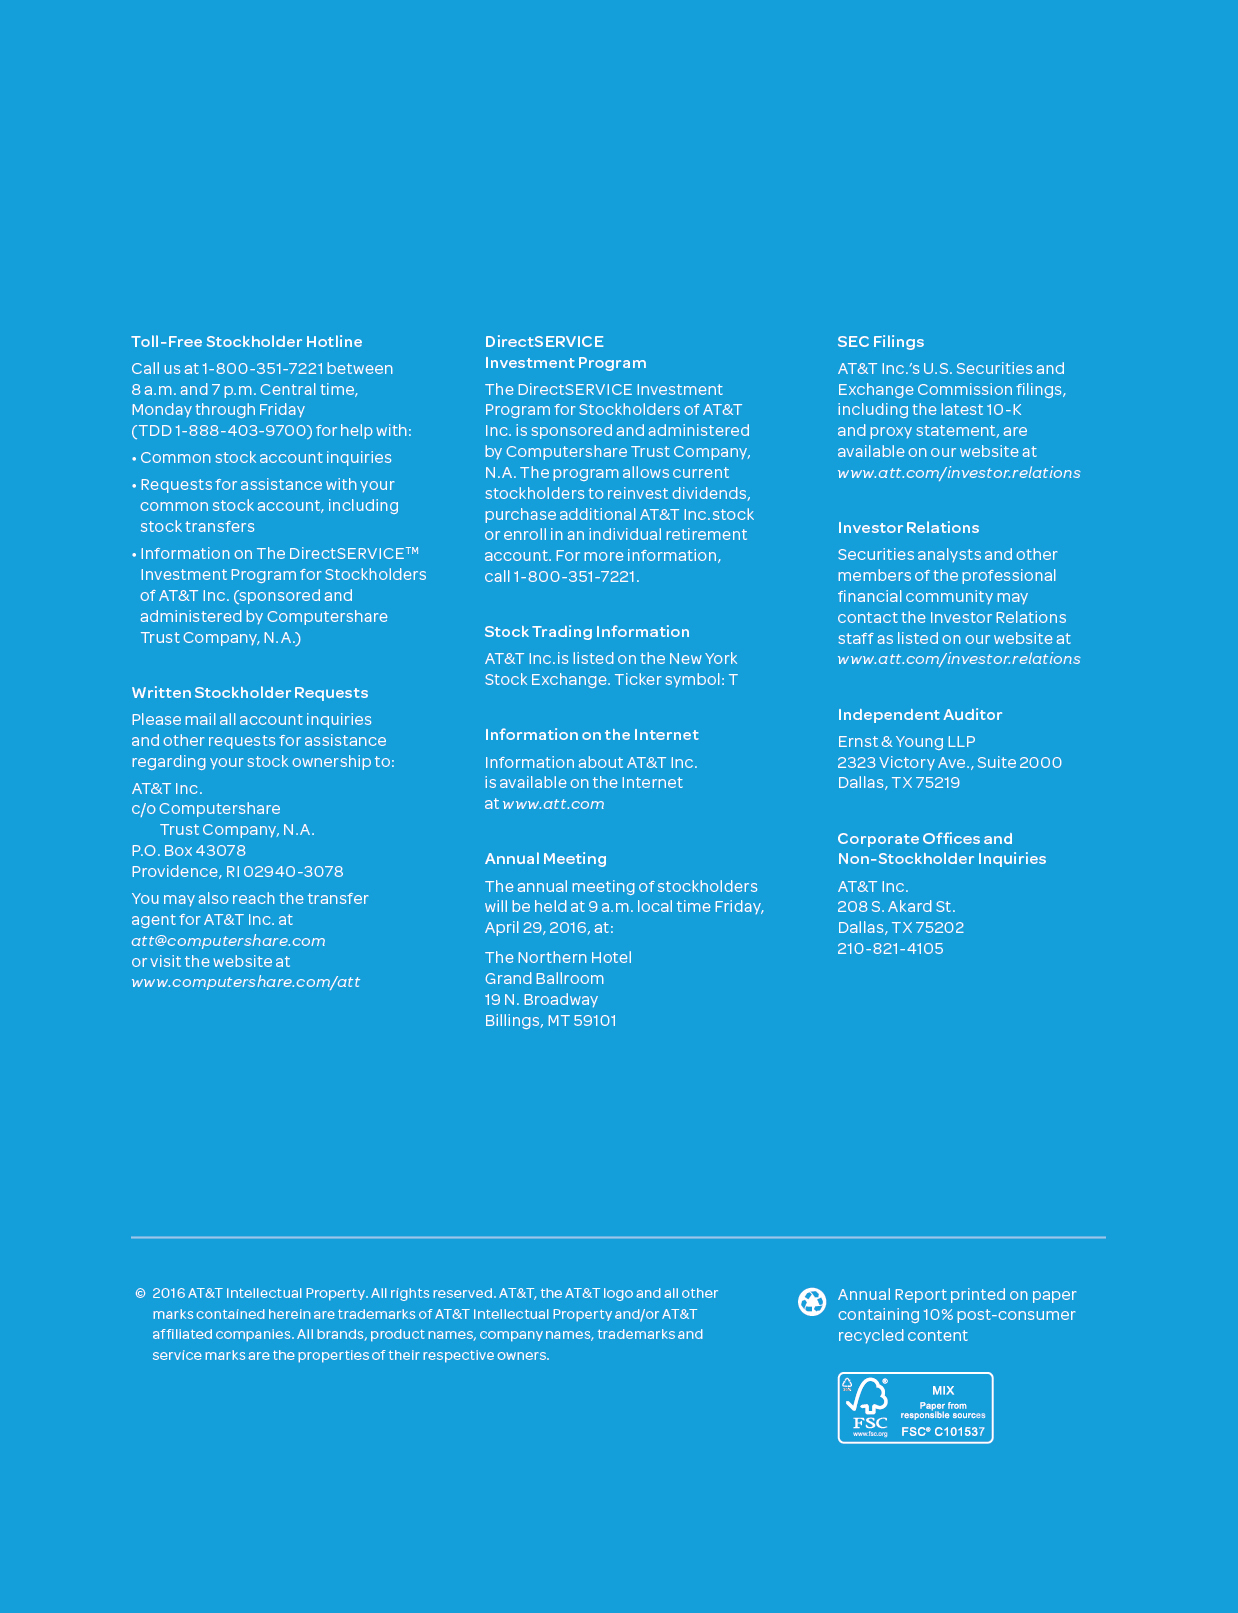 Toll-Free Stockholder Hotline
Call us at 1-800-351-7221 between
8 a.m. and 7 p.m. Central time,
Monday through Friday
(TDD 1-888-403-9700) for help with:
• Common stock account inquiries
• Requests for assistance with your
common stock account, including
stock transfers
• Information on The DirectSERVICE™
Investment Program for Stockholders
of AT&T Inc. (sponsored and
administered by Computershare
Trust Company, N.A.)
Written Stockholder Requests
Please mail all account inquiries
and other requests for assistance
regarding your stock ownership to:
AT&T Inc.
c/o Computershare
Trust Company, N.A.
P.O. Box 43078
Providence, RI 02940-3078
You may also reach the transfer
agent for AT&T Inc. at
att@computershare.com
or visit the website at
www.computershare.com/att
DirectSERVICE
Investment Program
The DirectSERVICE Investment
Program for Stockholders of AT&T
Inc. is sponsored and administered
by Computershare Trust Company,
N.A. The program allows current
stockholders to reinvest dividends,
purchase additional AT&T Inc. stock
or enroll in an individual retirement
account. For more information,
call 1-800-351-7221.
Stock Trading Information
AT&T Inc. is listed on the New York
Stock Exchange. Ticker symbol: T
Information on the Internet
Information about AT&T Inc.
is available on the Internet
at www.att.com
Annual Meeting
The annual meeting of stockholders
will be held at 9 a.m. local time Friday,
April 29, 2016, at:
The Northern Hotel
Grand Ballroom
19 N. Broadway
Billings, MT 59101
SEC Filings
AT&T Inc.'s U.S. Securities and
Exchange Commission filings,
including the latest 10-K
and proxy statement, are
available on our website at
www.att.com/investor.relations
Investor Relations
Securities analysts and other
members of the professional
financial community may
contact the Investor Relations
staff as listed on our website at
www.att.com/investor.relations
Independent Auditor
Ernst & Young LLP
2323 Victory Ave., Suite 2000
Dallas, TX 75219
Corporate Offices and
Non-Stockholder Inquiries
AT&T Inc.
208 S. Akard St.
Dallas, TX 75202
210-821-4105
© 2016 AT&T Intellectual Property. All rights reserved. AT&T, the AT&T logo and all other
marks contained herein are trademarks of AT&T Intellectual Property and/or AT&T
affiliated companies. All brands, product names, company names, trademarks and
service marks are the properties of their respective owners.
Annual Report printed on paper
containing 10% post-consumer
recycled content
FSC
www.fsc.org
MIX
Paper from
responsible sources
FSC® C101537